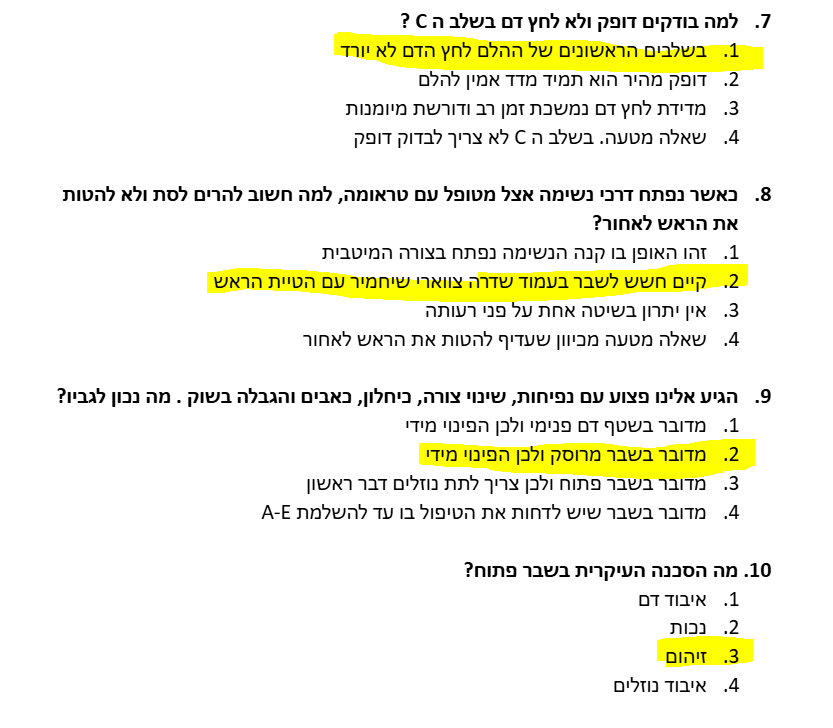 7. למה בודקים דופק ולא לחץ דם בשלב ה C ?
1. בשלבים הראשונים של ההלם לחץ הדם לא יורד
2. דופק מהיר הוא תמיד מדד אמין להלם
3. מדידת לחץ דם נמשכת זמן רב ודורשת מיומנות
4. שאלה מטעה. בשלב ה C לא צריך לבדוק דופק
8. כאשר נפתח דרכי נשימה אצל מטופל עם טראומה, למה חשוב להרים לסת ולא להטות
את הראש לאחור?
1. זהו האופן בו קנה הנשימה נפתח בצורה המיטבית
2. קיים חשש לשבר בעמוד שדרה צווארי שיחמיר עם הטיית הראש
3. אין יתרון בשיטה אחת על פני רעותה
4. שאלה מטעה מכיוון שעדיף להטות את הראש לאחור
9. הגיע אלינו פצוע עם נפיחות, שינוי צורה, כיחלון, כאבים והגבלה בשוק . מה נכון לגביו?
1. מדובר בשטף דם פנימי ולכן הפינוי מידי
2. מדובר בשבר מרוסק ולכן הפינוי מידי
3. מדובר בשבר פתוח ולכן צריך לתת נוזלים דבר ראשון
4. מדובר בשבר שיש לדחות את הטיפול בו עד להשלמת A-E
10. מה הסכנה העיקרית בשבר פתוח?
1. איבוד דם
2. נכות
3. זיהום
4. איבוד נוזלים